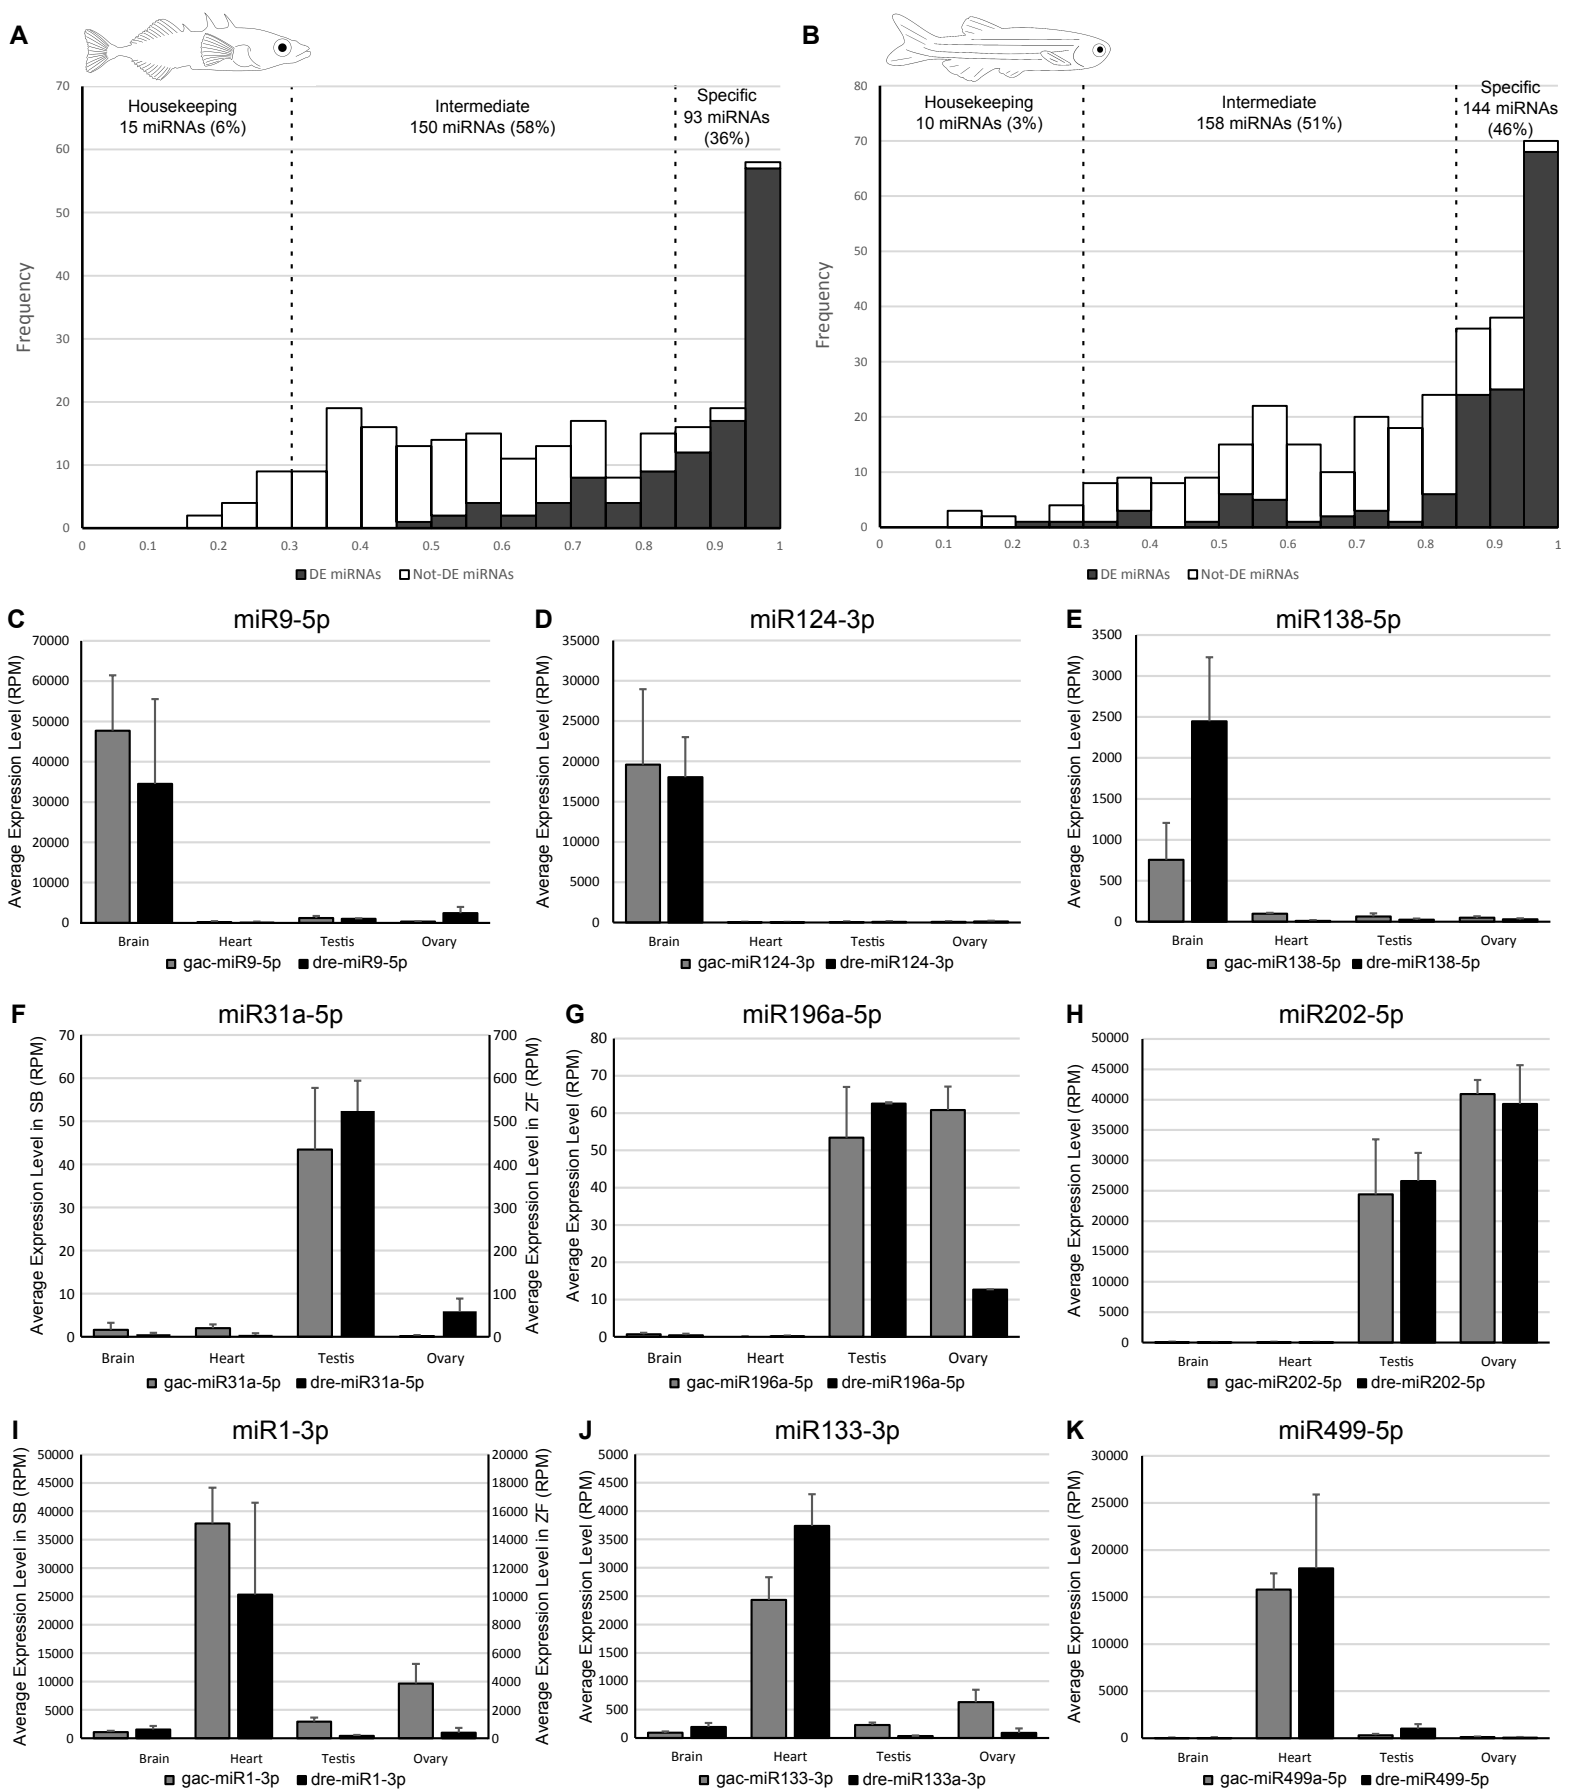 A
B
70
60
50
40
30
20
10
0
Frequency
Housekeeping
15 miRNAs (6%)
Intermediate
150 miRNAs (58%)
Specific
93 miRNAs
(36%)
0 0.1 0.2 0.3 0.4 0.5 0.6 0.7 0.8 0.9 1
DE miRNAs Not-DE miRNAs
80
70
60
50
40
30
20
10
0
Frequency
Housekeeping
10 miRNAs (3%)
Intermediate
158 miRNAs (51%)
Specific
144 miRNAs
(46%)
0 0.1 0.2 0.3 0.4 0.5 0.6 0.7 0.8 0.9 1
DE miRNAs Not-DE miRNAs
C
miR9-5p
Average Expression Level (RPM)
70000
60000
50000
40000
30000
20000
10000
0
Brain Heart Testis Ovary
gac-miR9-5p dre-miR9-5p
D
miR124-3p
Average Expression Level (RPM)
35000
30000
25000
20000
15000
10000
5000
0
Brain Heart Testis Ovary
gac-miR124-3p dre-miR124-3p
E
miR138-5p
Average Expression Level (RPM)
3500
3000
2500
2000
1500
1000
500
0
Brain Heart Testis Ovary
gac-miR138-5p dre-miR138-5p
F
miR31a-5p
Average Expression Level in SB (RPM)
70
60
50
40
30
20
10
0
700
600
500
400
300
200
100
0
Average Expression Level in ZF (RPM)
Brain Heart Testis Ovary
gac-miR31a-5p dre-miR31a-5p
G
miR196a-5p
Average Expression Level (RPM)
80
70
60
50
40
30
20
10
0
Brain Heart Testis Ovary
gac-miR196a-5p dre-miR196a-5p
H
miR202-5p
Average Expression Level (RPM)
50000
45000
40000
35000
30000
25000
20000
15000
10000
5000
0
Brain Heart Testis Ovary
gac-miR202-5p dre-miR202-5p
I
miR1-3p
Average Expression Level in SB (RPM)
50000
45000
40000
35000
30000
25000
20000
15000
10000
5000
0
20000
18000
16000
14000
12000
10000
8000
6000
4000
2000
0
Average Expression Level in ZF (RPM)
Brain Heart Testis Ovary
gac-miR1-3p dre-miR1-3p
J
miR133-3p
Average Expression Level (RPM)
5000
4500
4000
3500
3000
2500
2000
1500
1000
500
0
Brain Heart Testis Ovary
gac-miR133-3p dre-miR133a-3p
K
miR499-5p
Average Expression Level (RPM)
30000
25000
20000
15000
10000
5000
0
Brain Heart Testis Ovary
gac-miR499a-5p dre-miR499-5p